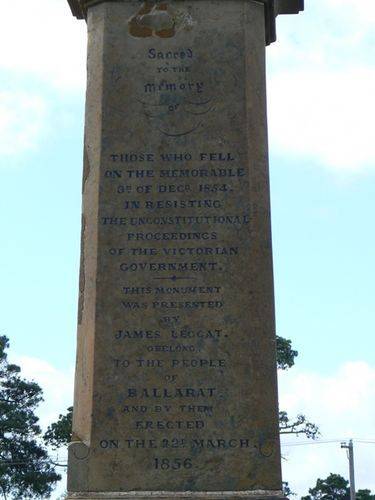 Sacred
TO THE
Memory
OF
THOSE WHO FELL
ON THE MEMORABLE
3RD OF DECR 1854.
IN RESISTING
THE UNCONSTITUTIONAL
PROCEEDINGS
OF THE VICTORIAN
GOVERNMENT.
THIS MONUMENT
WAS PRESENTED
BY
JAMES LEGGAT.
GEELONG.
TO THE PEOPLE
OF
BALLARAT.
AND BY THEM
ERECTED
ON THE 22D MARCH.
1856.